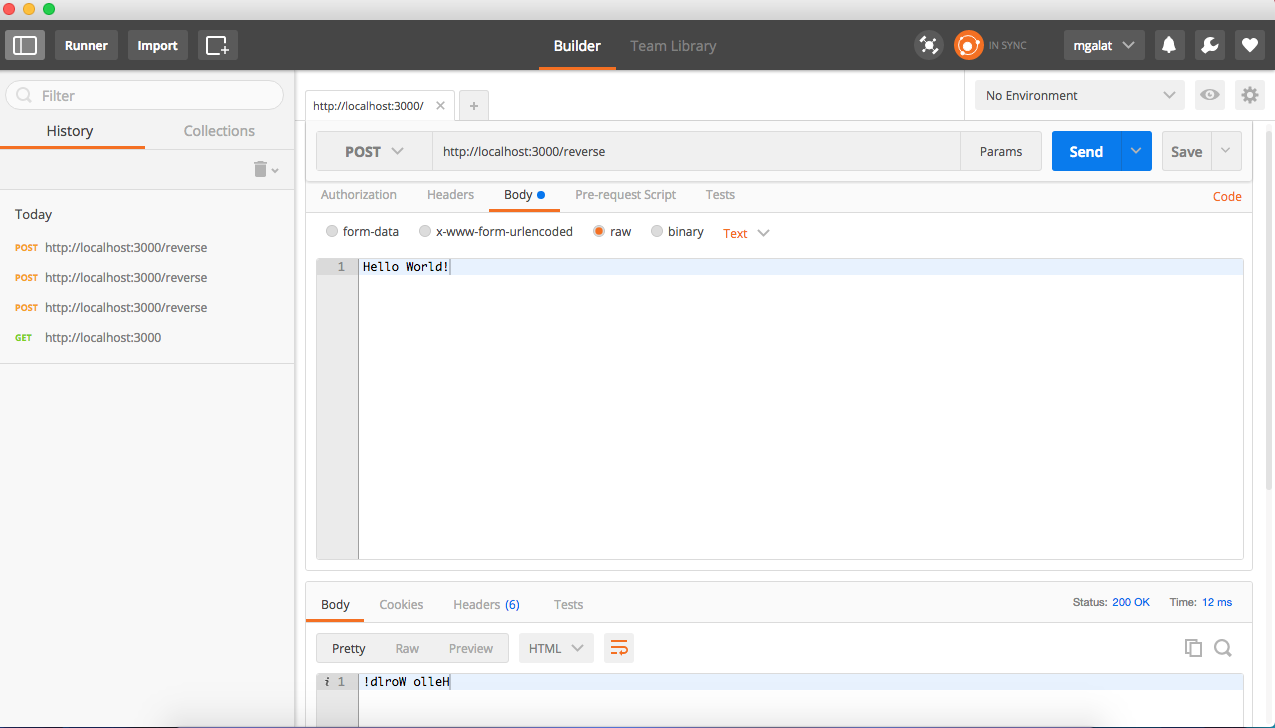 Runner Import Builder Team Library IN SYNC mgalat
Filter http://localhost:3000/ No Environment
History Collections POST http://localhost:3000/reverse Params Send Save
Authorization Headers Body Pre-request Script Tests Code
Today
form-data x-www-form-urlencoded raw binary Text
POST http://localhost:3000/reverse
POST http://localhost:3000/reverse
POST http://localhost:3000/reverse
GET http://localhost:3000
1 Hello World!
Body Cookies Headers (6) Tests Status: 200 OK Time: 12 ms
Pretty Raw Preview HTML
i 1 !dlroW olleH